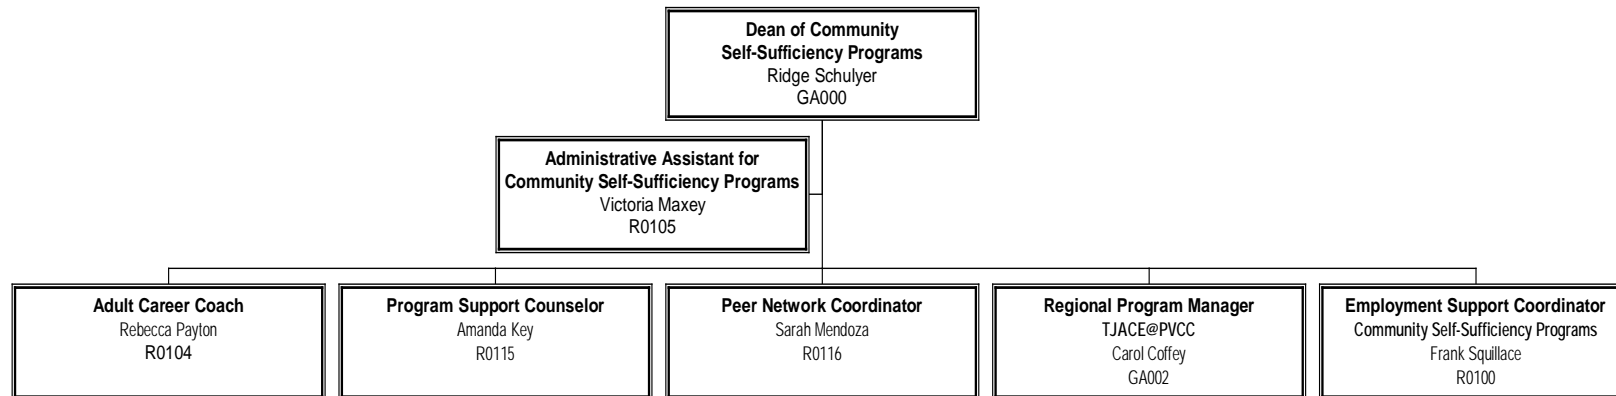 Dean of Community
Self-Sufficiency Programs
Ridge Schulyer
GA000
Administrative Assistant for
Community Self-Sufficiency Programs
Victoria Maxey
R0105
Adult Career Coach
Rebecca Payton
R0104
Program Support Counselor
Amanda Key
R0115
Peer Network Coordinator
Sarah Mendoza
R0116
Regional Program Manager
TJACE@PVCC
Carol Coffey
GA002
Employment Support Coordinator
Community Self-Sufficiency Programs
Frank Squillace
R0100